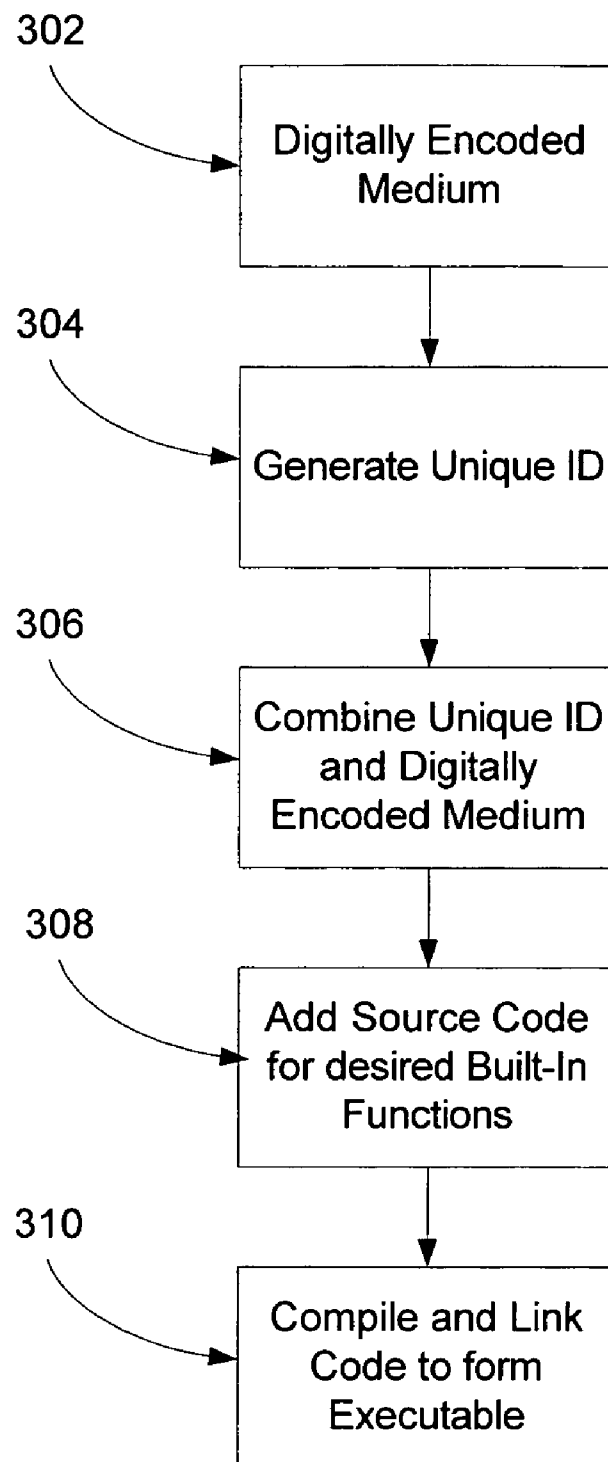 302
Digitally Encoded
Medium
304
Generate Unique ID
306
Combine Unique ID
and Digitally
Encoded Medium
308
Add Source Code
for desired Built-In
Functions
310
Compile and Link
Code to form
Executable